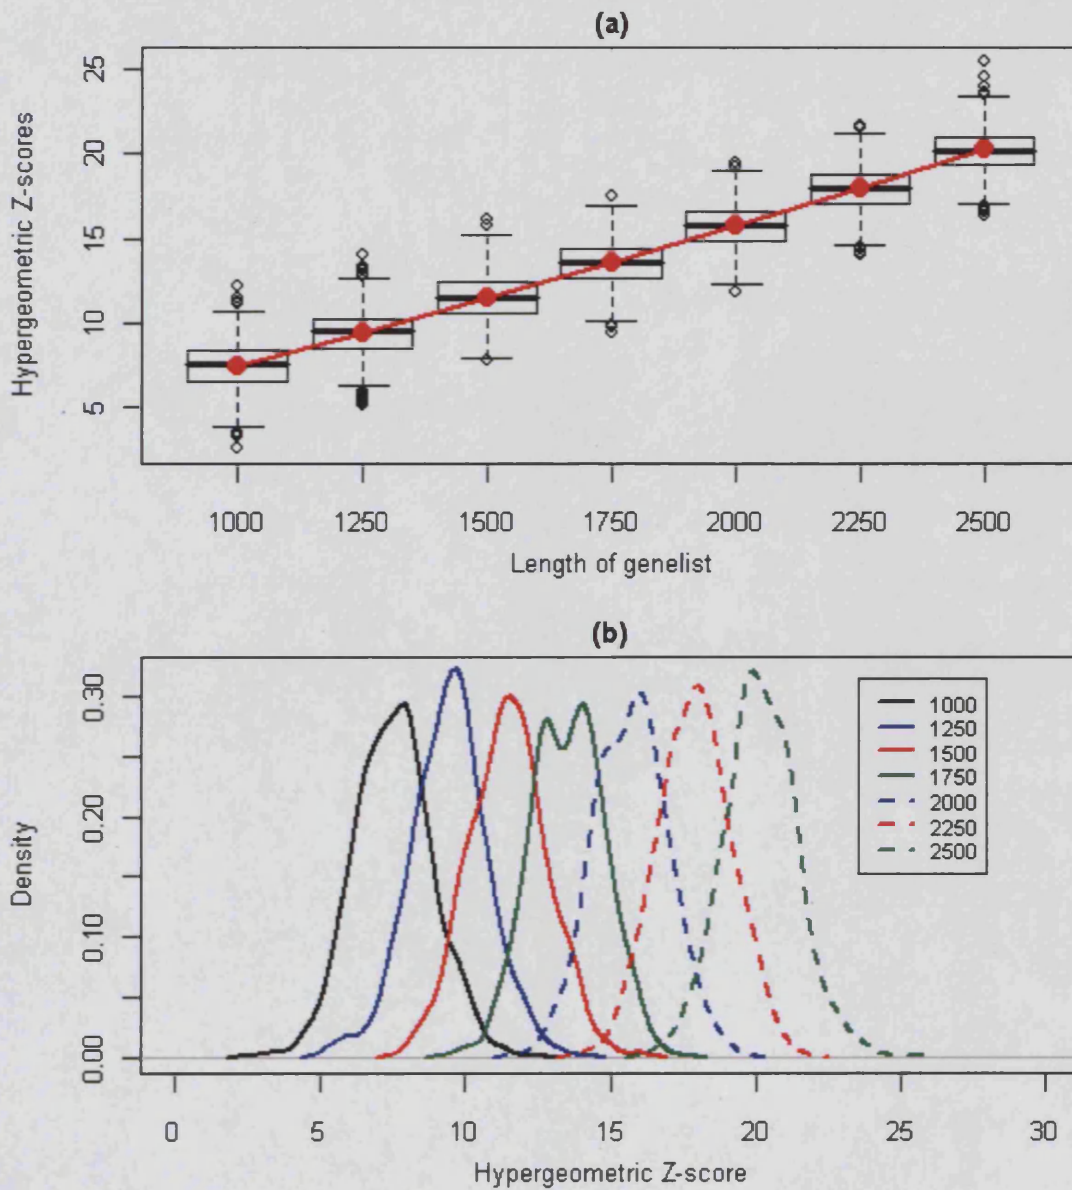 (a)
Hypergeometric Z-scores
25
20
15
10
5
1000 1250 1500 1750 2000 2250 2500
Length of genelist
(b)
Density
0.30
0.20
0.10
0.00
1000
1250
1500
1750
2000
2250
2500
0 5 10 15 20 25 30
Hypergeometric Z-score